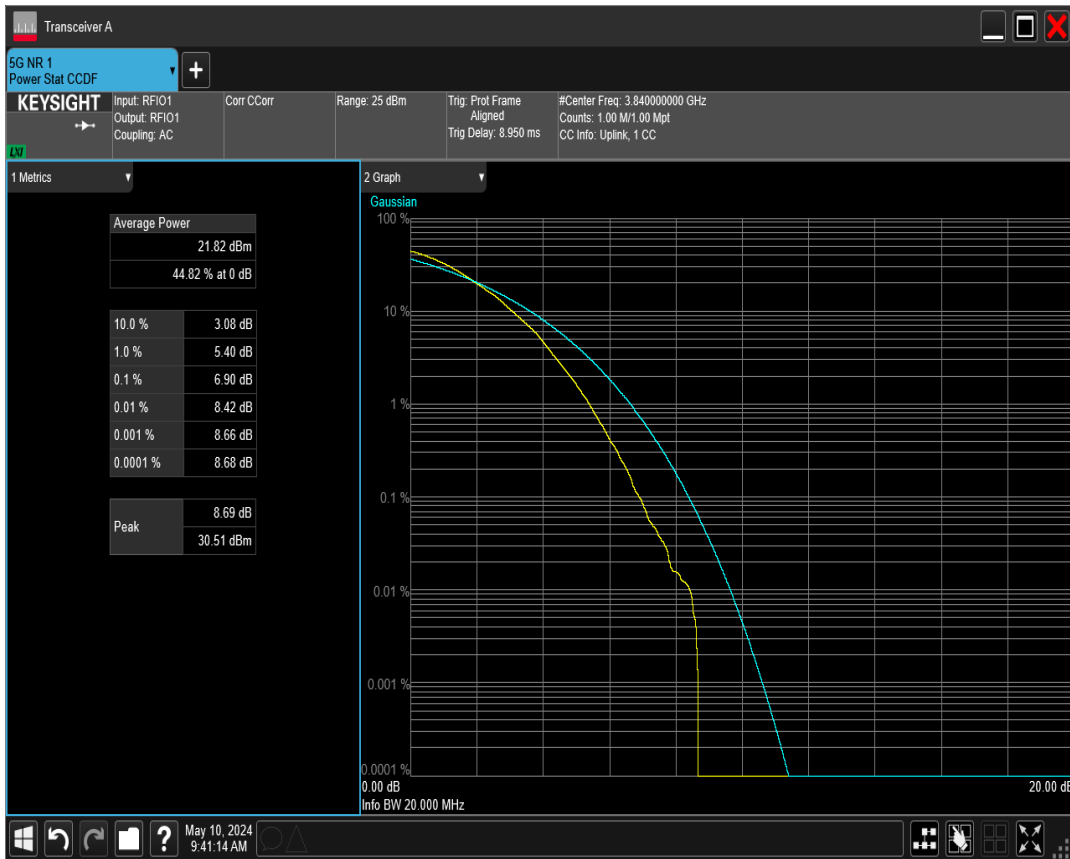 Transceiver A
5G NR 1
Power Stat CCDF
+
KEYSIGHT
LXI
Input: RFIO1
Output: RFIO1
Coupling: AC
Corr CCorr
Range: 25 dBm
Trig: Prot Frame
Aligned
Trig Delay: 8.950 ms
#Center Freq: 3.840000000 GHz
Counts: 1.00 M/1.00 Mpt
CC Info: Uplink, 1 CC
1 Metrics
Average Power
21.82 dBm
44.82 % at 0 dB
10.0 % 3.08 dB
1.0 % 5.40 dB
0.1 % 6.90 dB
0.01 % 8.42 dB
0.001 % 8.66 dB
0.0001 % 8.68 dB
Peak 8.69 dB
30.51 dBm
2 Graph
Gaussian
100 %
10 %
1 %
0.1 %
0.01 %
0.001 %
0.0001 %
0.00 dB 20.00 dB
Info BW 20.000 MHz
?
May 10, 2024
9:41:14 AM